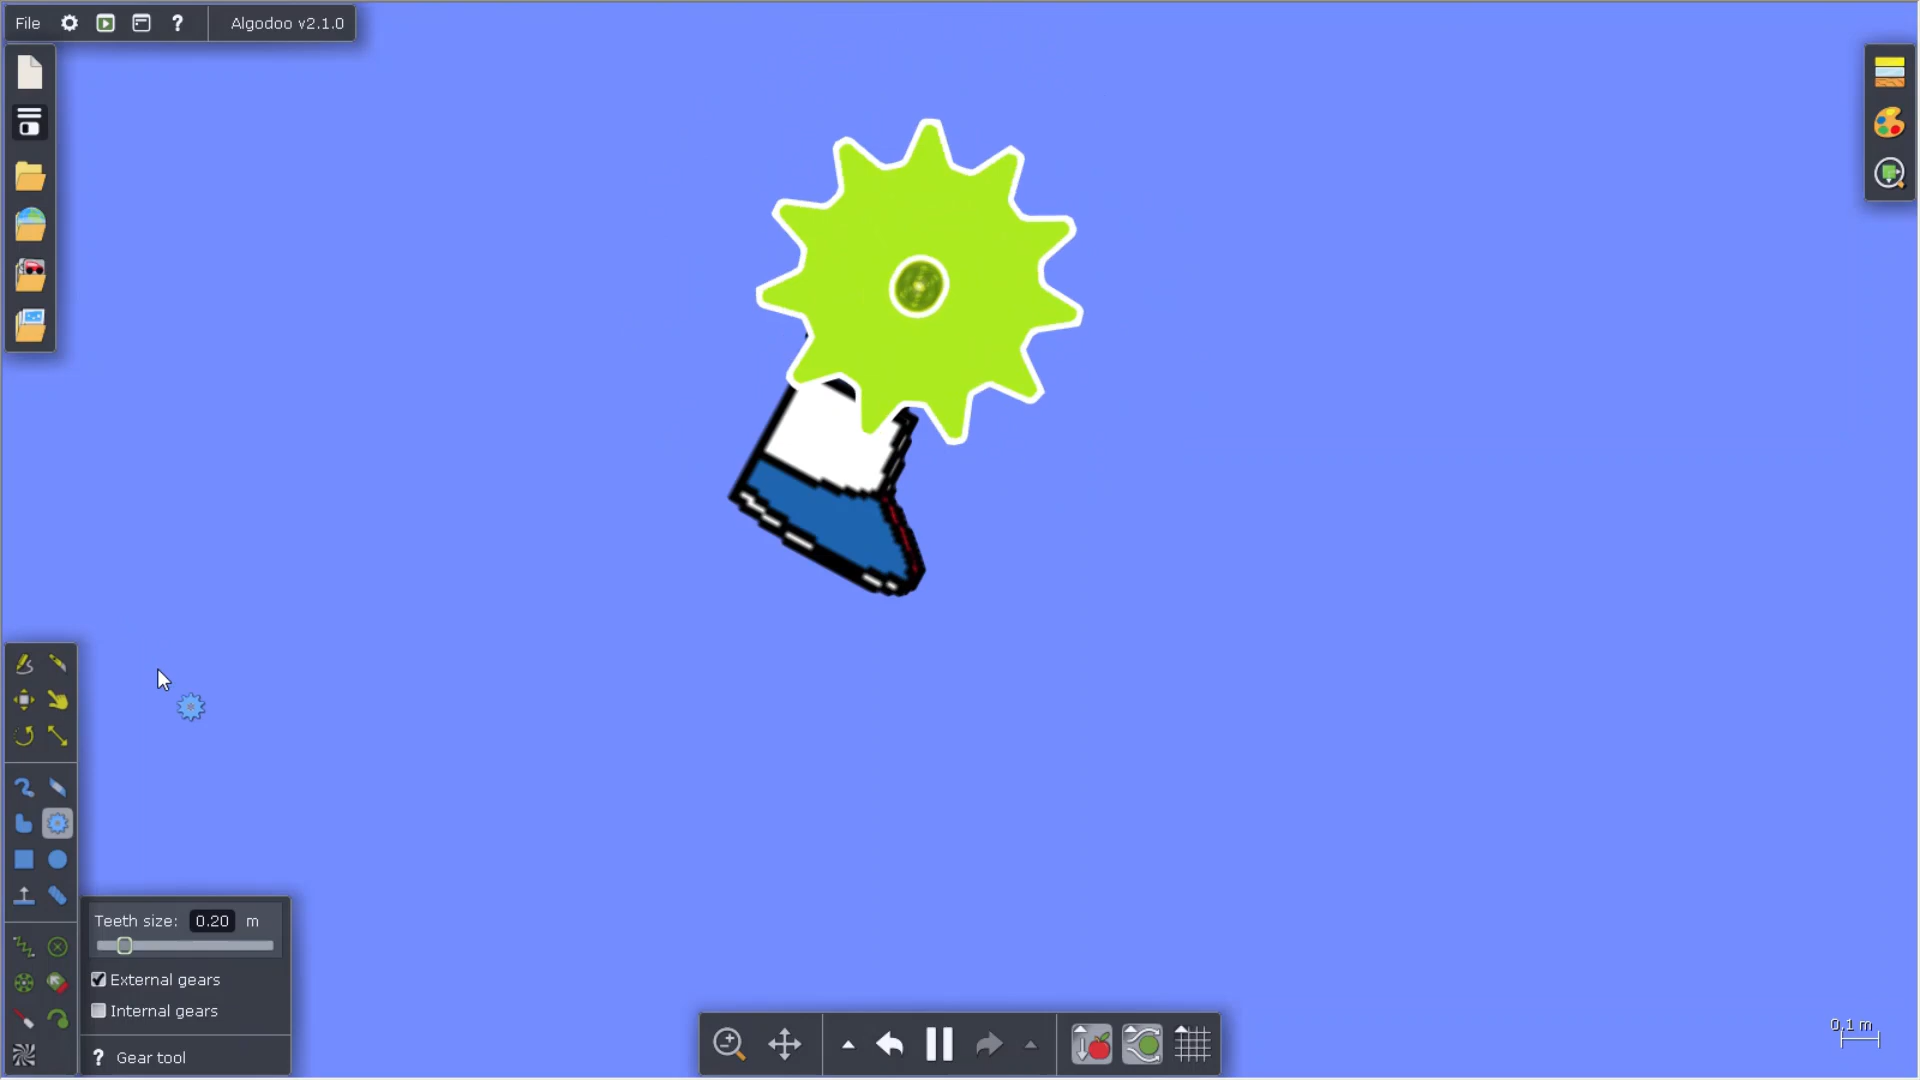 File ? Algodoo v2.1.0
Teeth size: 0.20 m
External gears
Internal gears
? Gear tool
0.1 m